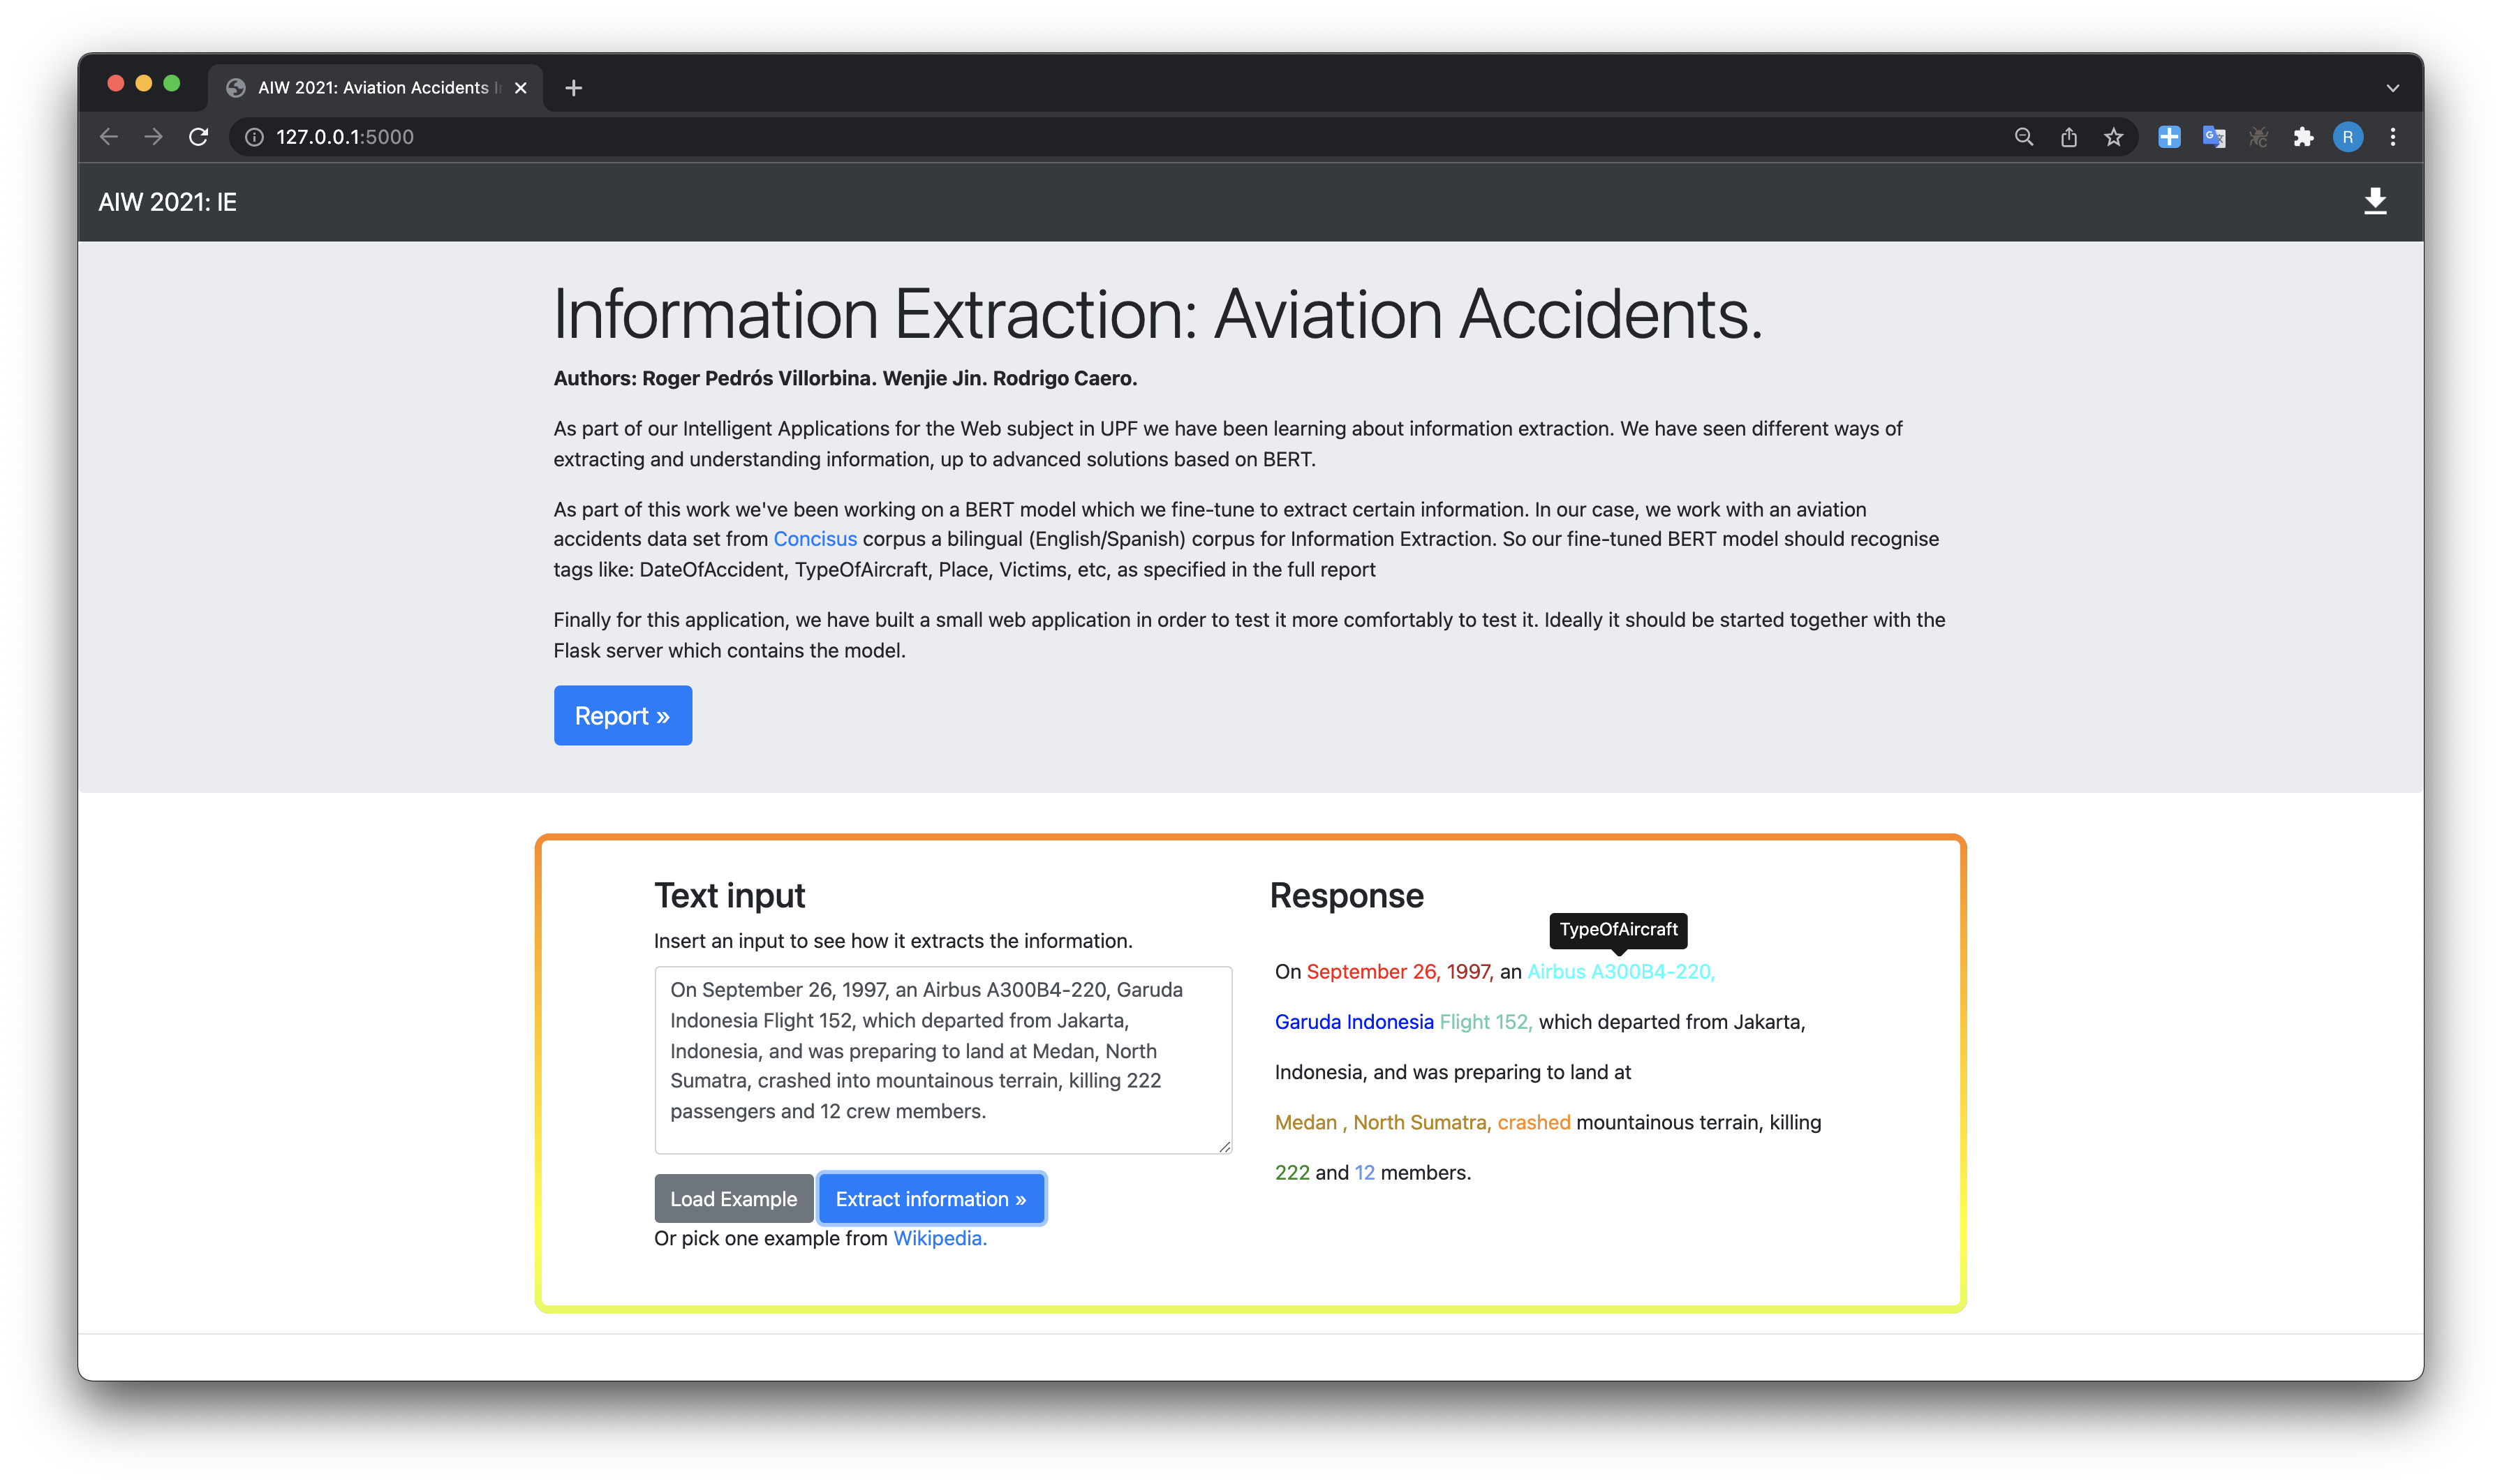 AIW 2021: Aviation Accidents
127.0.0.1:5000
R
AIW 2021: IE
Information Extraction: Aviation Accidents.
Authors: Roger Pedrós Villorbina. Wenjie Jin. Rodrigo Caero.
As part of our Intelligent Applications for the Web subject in UPF we have been learning about information extraction. We have seen different ways of
extracting and understanding information, up to advanced solutions based on BERT.
As part of this work we've been working on a BERT model which we fine-tune to extract certain information. In our case, we work with an aviation
accidents data set from Concisus corpus a bilingual (English/Spanish) corpus for Information Extraction. So our fine-tuned BERT model should recognise
tags like: DateOfAccident, TypeOfAircraft, Place, Victims, etc, as specified in the full report
Finally for this application, we have built a small web application in order to test it more comfortably to test it. Ideally it should be started together with the
Flask server which contains the model.
Report »
Text input
Insert an input to see how it extracts the information.
On September 26, 1997, an Airbus A300B4-220, Garuda
Indonesia Flight 152, which departed from Jakarta,
Indonesia, and was preparing to land at Medan, North
Sumatra, crashed into mountainous terrain, killing 222
passengers and 12 crew members.
Load Example
Extract information »
Or pick one example from Wikipedia.
Response
TypeOfAircraft
On September 26, 1997, an Airbus A300B4-220,
Garuda Indonesia Flight 152, which departed from Jakarta,
Indonesia, and was preparing to land at
Medan , North Sumatra, crashed mountainous terrain, killing
222 and 12 members.